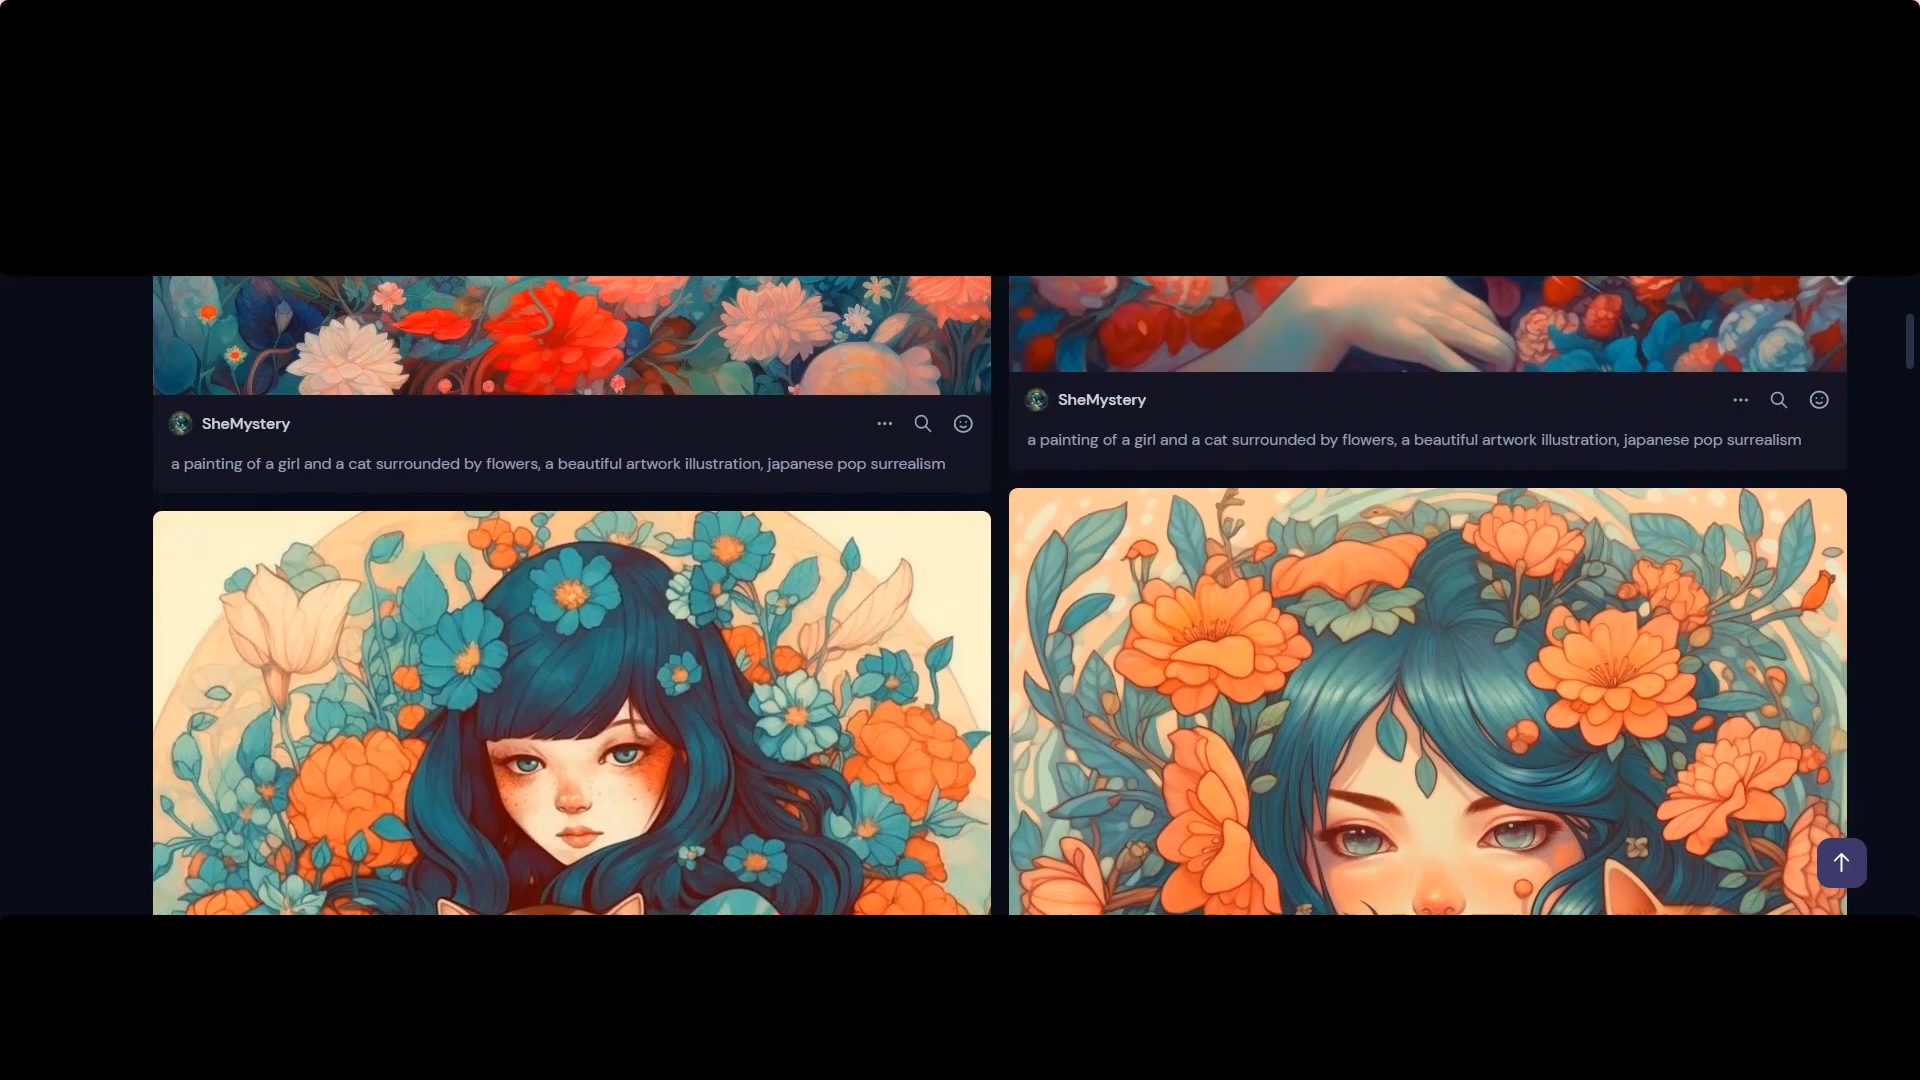 SheMystery
a painting of a girl and a cat surrounded by flowers, a beautiful artwork illustration, japanese pop surrealism
SheMystery
a painting of a girl and a cat surrounded by flowers, a beautiful artwork illustration, japanese pop surrealism